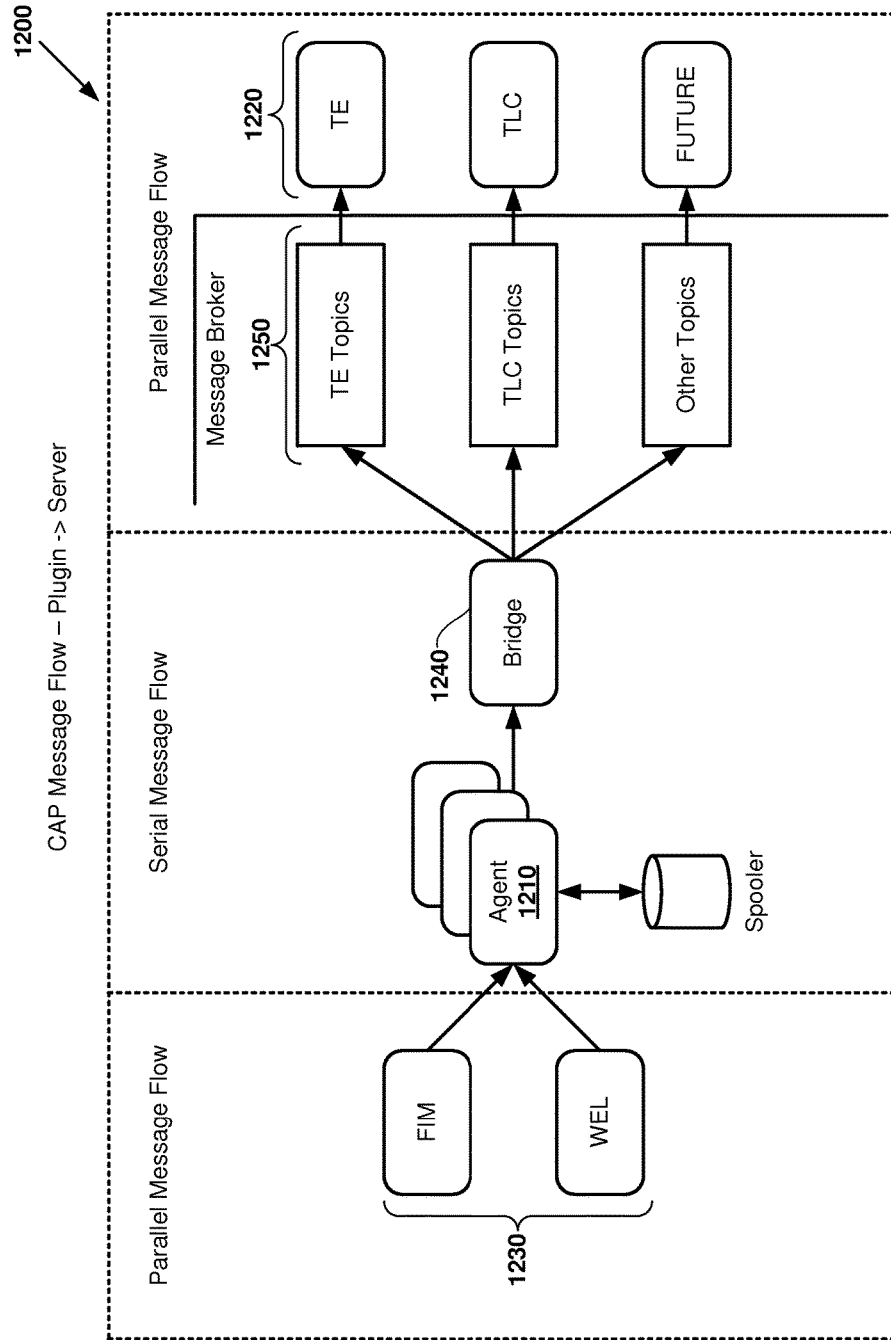 1200
CAP Message Flow – Plugin -> Server
Parallel Message Flow
Serial Message Flow
Parallel Message Flow
Message Broker
FIM
WEL
1230
Agent
1210
Spooler
Bridge
1240
1250
TE Topics
TLC Topics
Other Topics
1220
TE
TLC
FUTURE